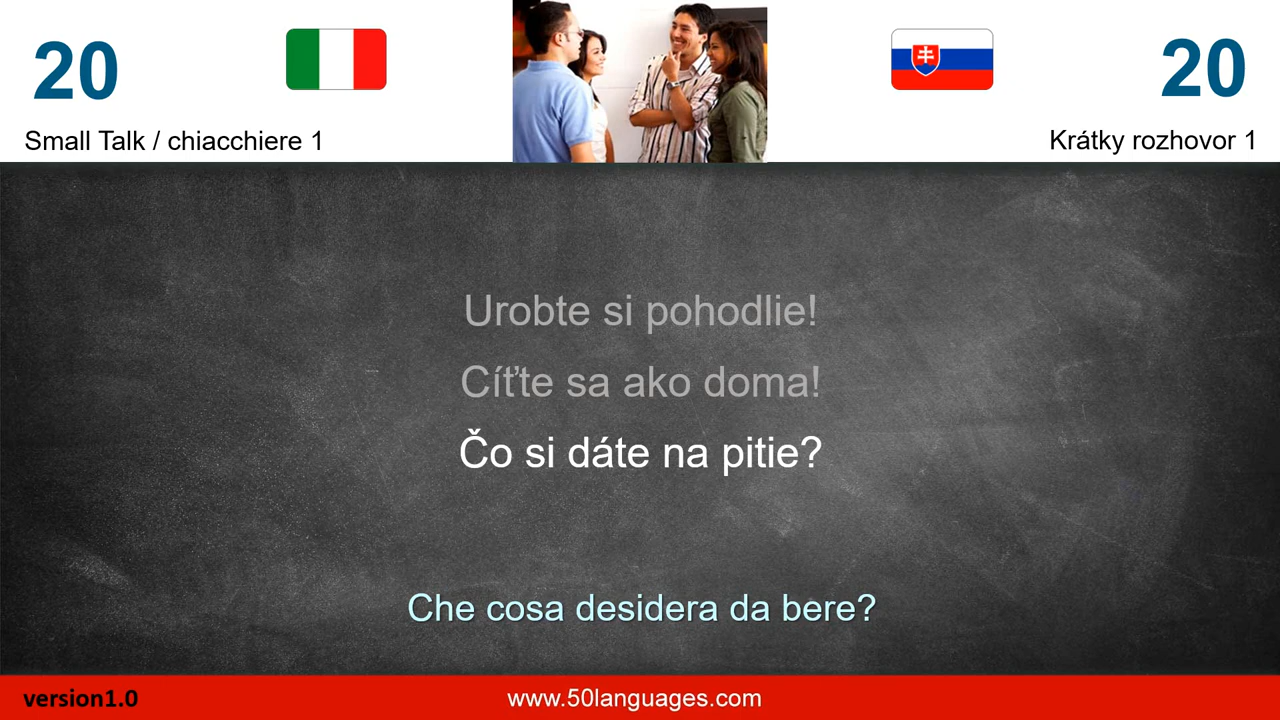 20
20
Small Talk / chiacchiere 1
Krátky rozhovor 1
Urobte si pohodlie!
Cíťte sa ako doma!
Čo si dáte na pitie?
Che cosa desidera da bere?
version1.0
www.50languages.com